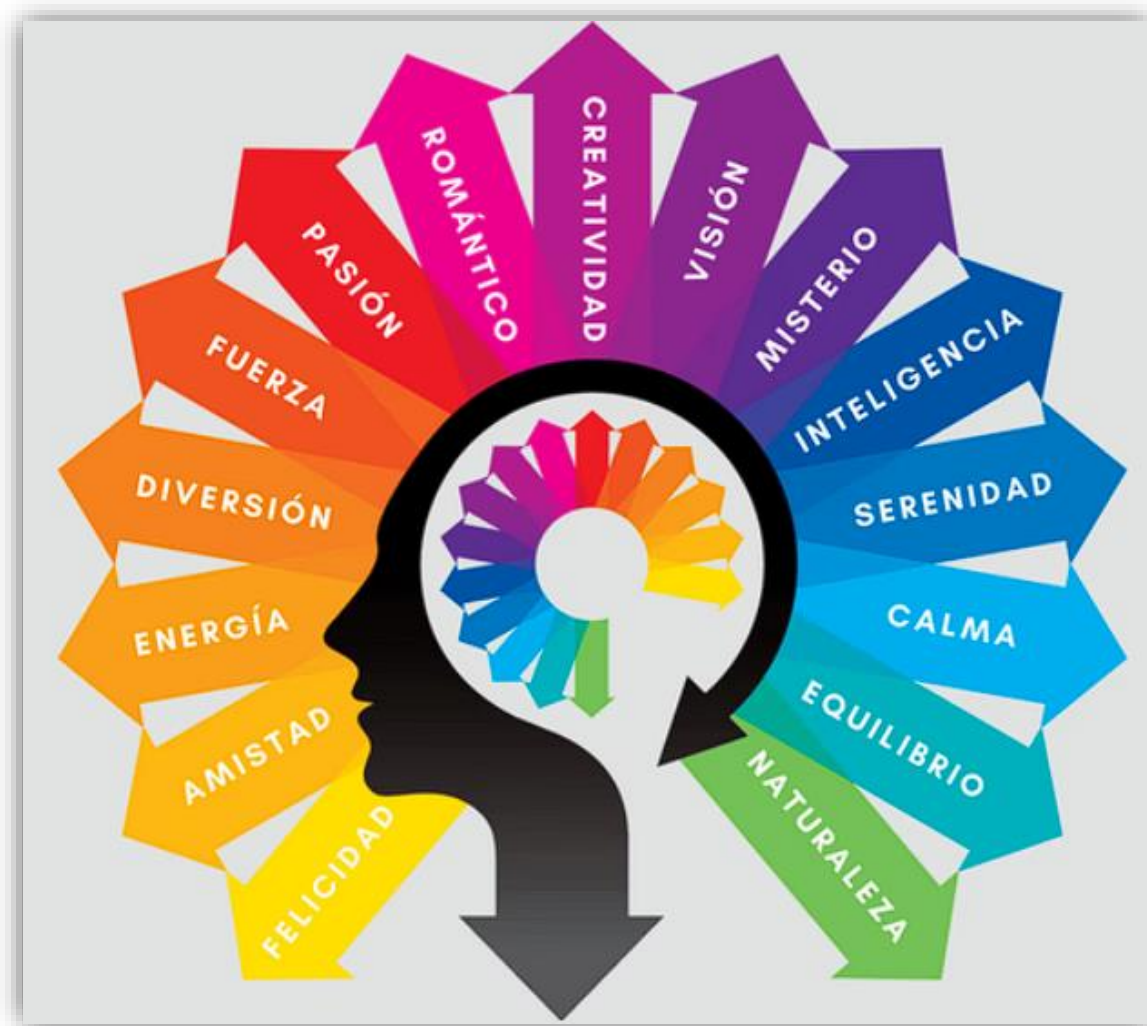 FELICIDAD
AMISTAD
ENERGÍA
DIVERSIÓN
FUERZA
PASIÓN
ROMÁNTICO
CREATIVIDAD
VISIÓN
MISTERIO
INTELIGENCIA
SERENIDAD
CALMA
EQUILIBRIO
NATURALEZA